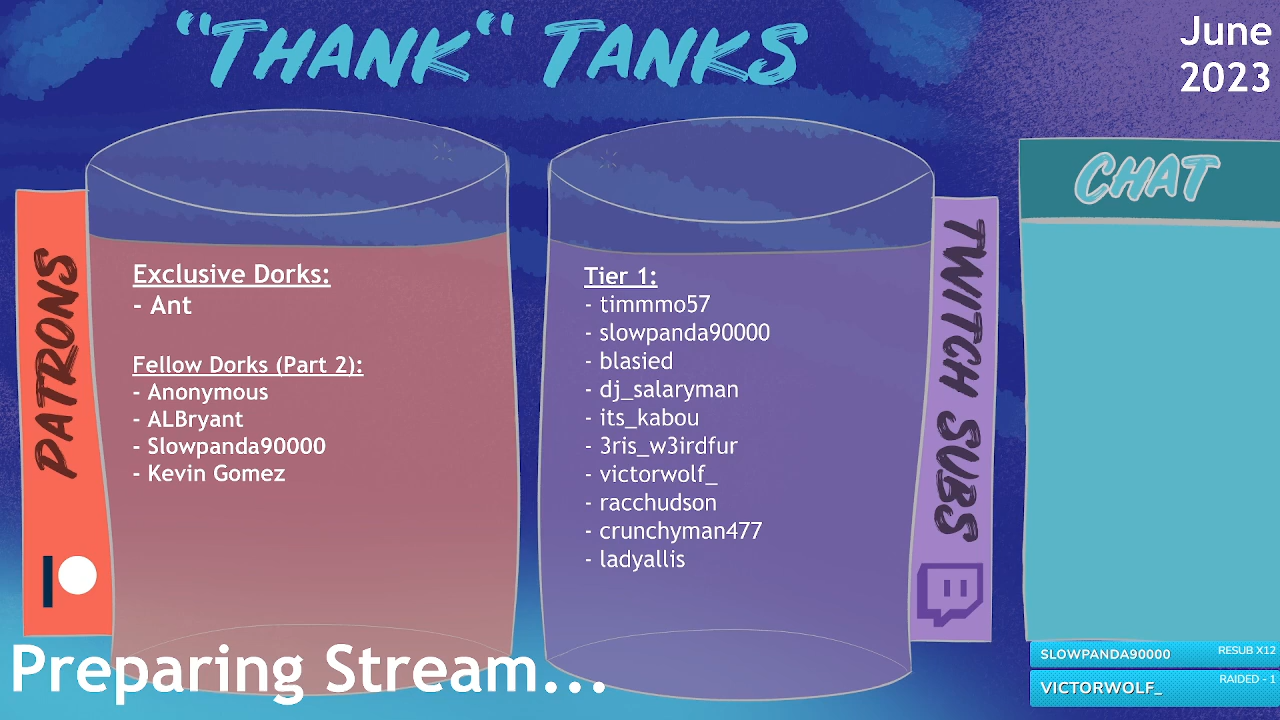 "THANK" TANKS
June
2023
PATRONS
Exclusive Dorks:
- Ant
Fellow Dorks (Part 2):
- Anonymous
- ALBryant
- Slowpanda90000
- Kevin Gomez
Tier 1:
- timmmo57
- slowpanda90000
- blasied
- dj_salaryman
- its_kabou
- 3ris_w3irdfur
- victorwolf_
- racchudson
- crunchyman477
- ladyallis
TWITCH SUBS
CHAT
Preparing Stream...
SLOWPANDA90000 RESUB X12
VICTORWOLF_ RAIDED - 1